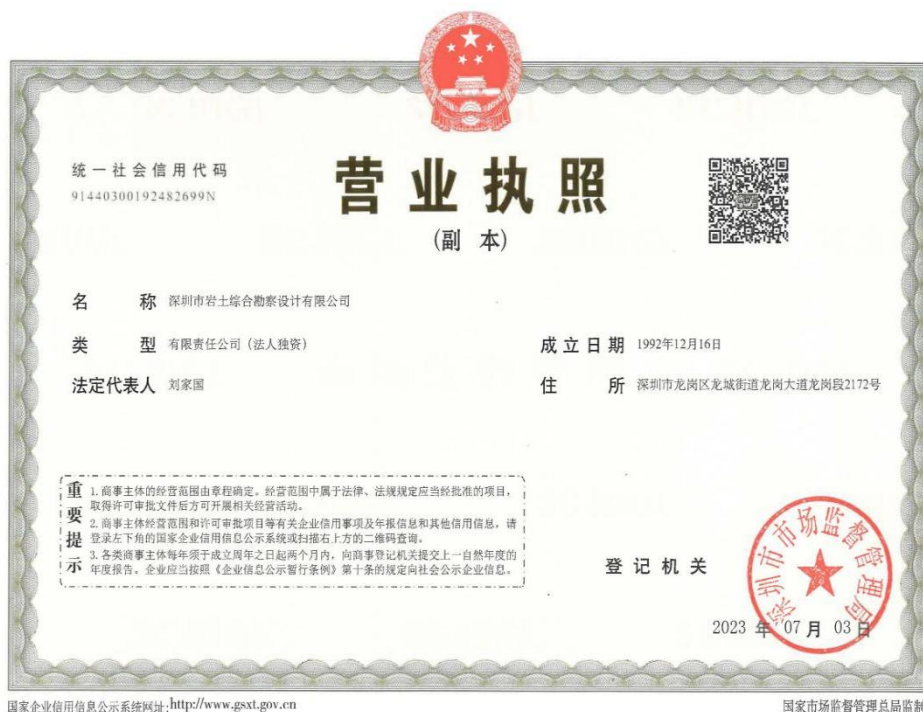 统一社会信用代码
91440300192482699N
营业执照
(副 本)
名 称 深圳市岩土综合勘察设计有限公司
类 型 有限责任公司（法人独资）
成立日期 1992年12月16日
法定代表人 刘家国
住 所 深圳市龙岗区龙城街道龙岗大道龙岗段2172号
重要提示
1.商事主体的经营范围由章程确定。经营范围中属于法律、法规规定应当经批准的项目，
取得许可审批文件后方可开展相关经营活动。
2.商事主体经营范围和许可审批项目等有关企业信用事项及年报信息和其他信用信息，请
登录左下角的国家企业信用信息公示系统或扫描右上方的二维码查询。
3.各类商事主体每年须于成立周年之日起两个月内，向商事登记机关提交上一自然年度的
年度报告。企业应当按照《企业信息公示暂行条例》第十条的规定向社会公示企业信息。
登记机关
深圳市市场监督管理局
2023 年 07 月 03 日
国家企业信用信息公示系统网址:http://www.gsxt.gov.cn
国家市场监督管理总局监制